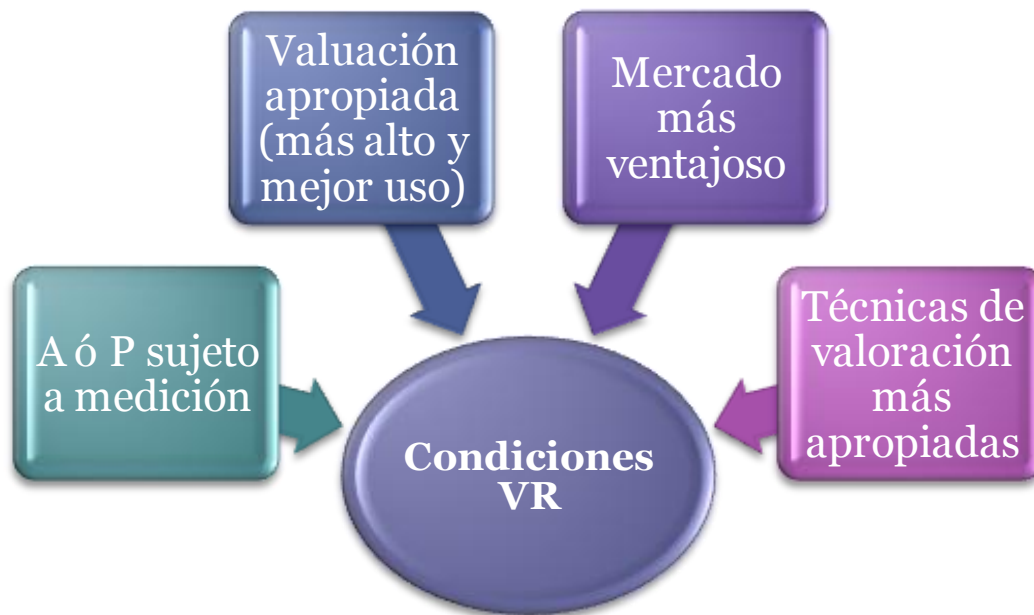 Valuación
apropiada
(más alto y
mejor uso)
Mercado
más
ventajoso
A ó P sujeto
a medición
Técnicas de
valoración
más
apropiadas
Condiciones
VR